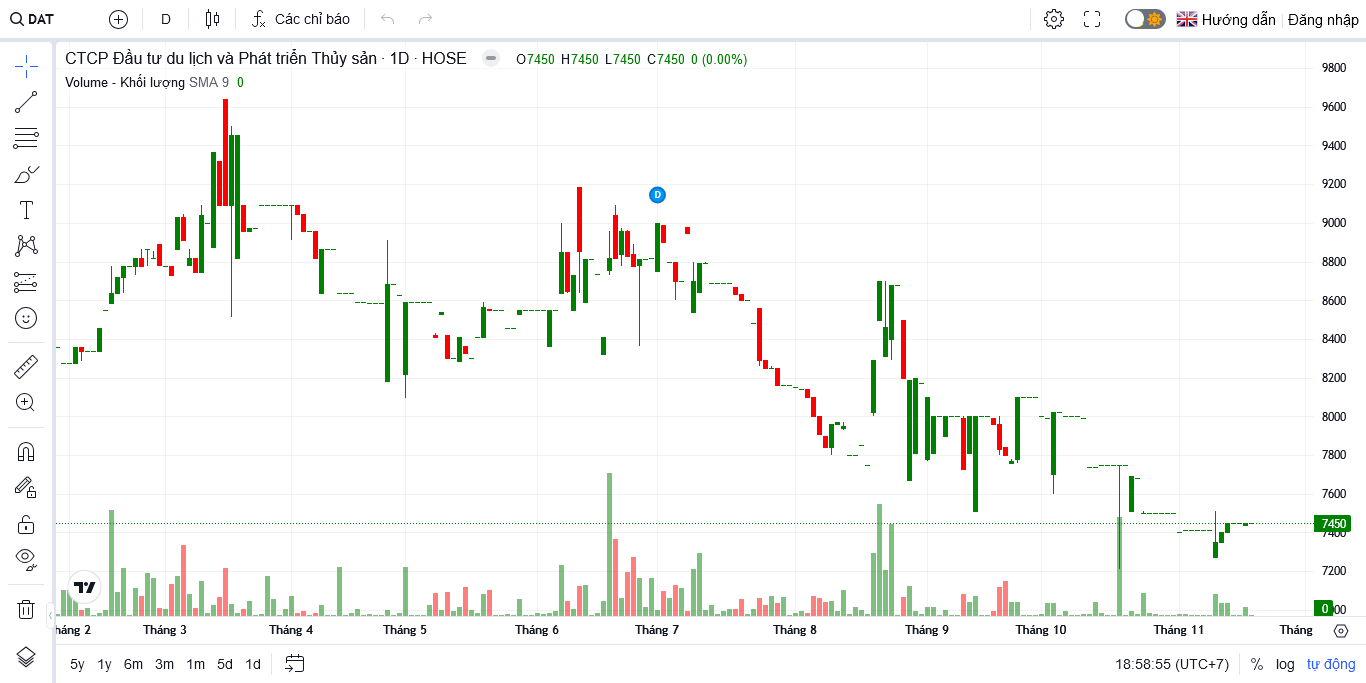 DAT D Các chỉ báo Hướng dẫn Đăng nhập
CTCP Đầu tư du lịch và Phát triển Thủy sản · 1D · HOSE O7450 H7450 L7450 C7450 0 (0.00%)
Volume - Khối lượng SMA 9 0
9800
9600
9400
9200
D
9000
8800
8600
8400
8200
8000
7800
7600
7450
7400
7200
0 00
háng 2 Tháng 3 Tháng 4 Tháng 5 Tháng 6 Tháng 7 Tháng 8 Tháng 9 Tháng 10 Tháng 11 Tháng
5y 1y 6m 3m 1m 5d 1d 18:58:55 (UTC+7) % log tự động